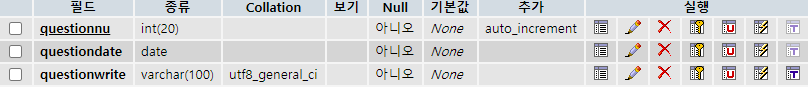 필드 종류 Collation 보기 Null 기본값 추가 실행
questionnu int(20) 아니오 None auto_increment
questiondate date 아니오 None
questionwrite varchar(100) utf8_general_ci 아니오 None